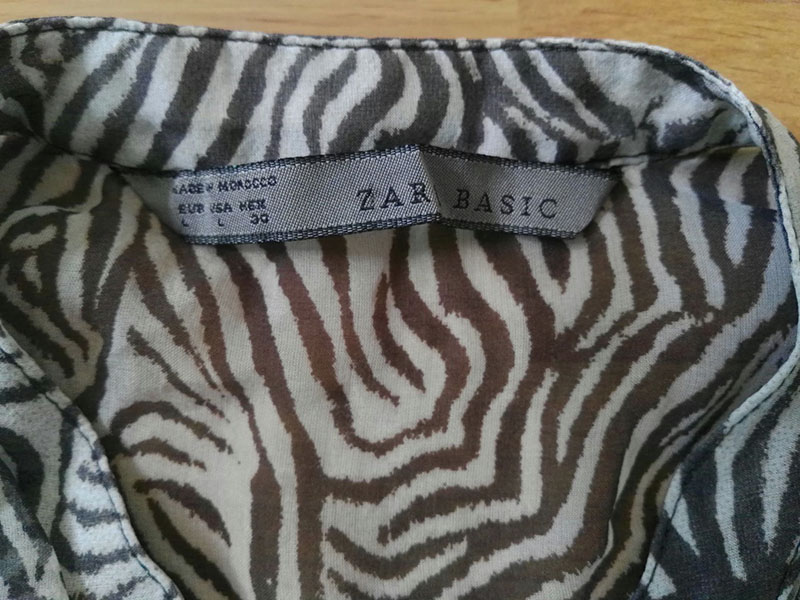 MADE IN MOROCCO
EUR USA MEX
L L 30
ZARA BASIC